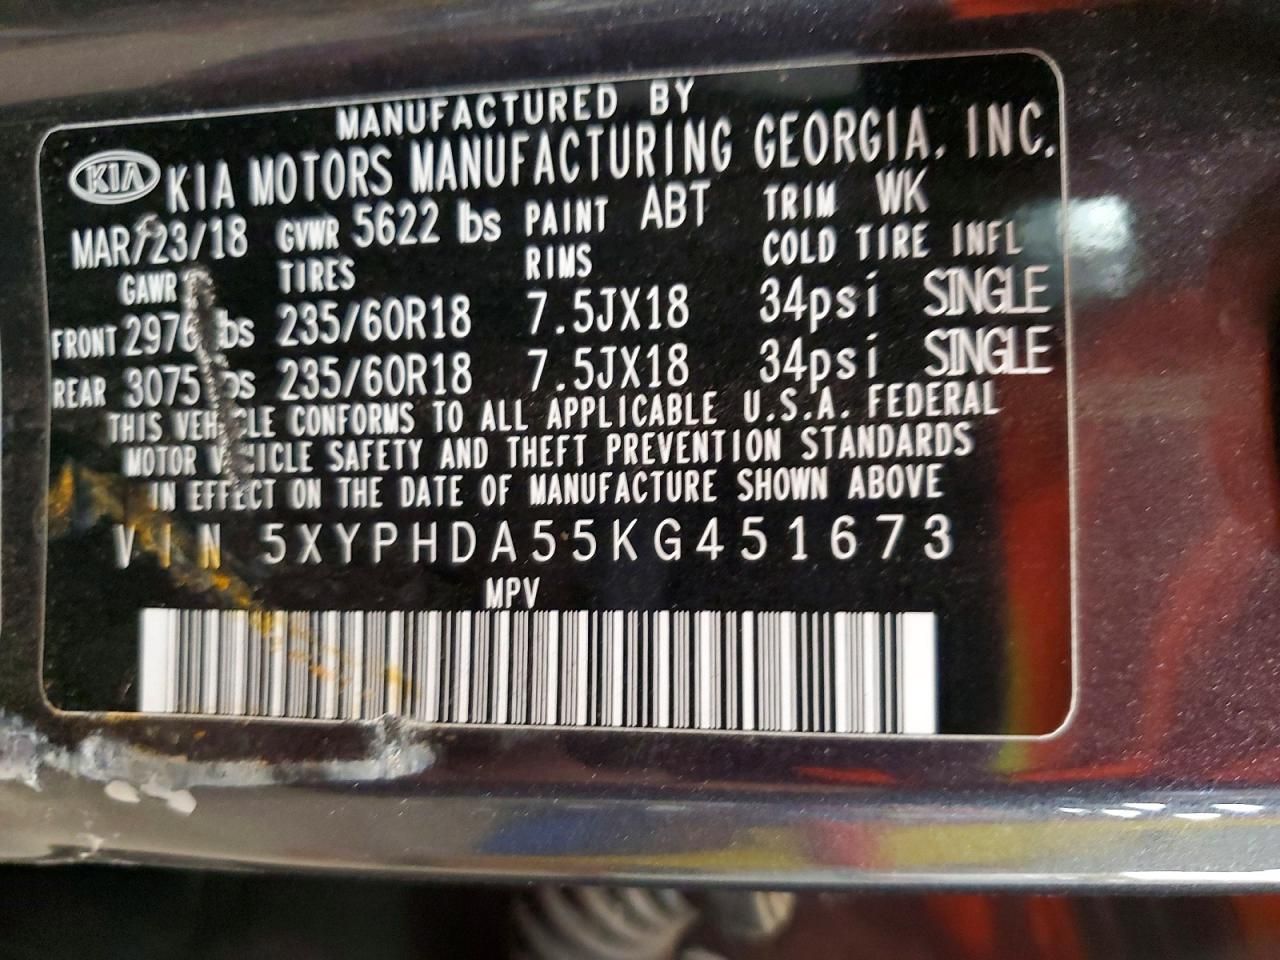 MANUFACTURED BY
KIA KIA MOTORS MANUFACTURING GEORGIA, INC.
MAR/23/18 GVWR 5622 lbs PAINT ABT TRIM WK
GAWR TIRES RIMS COLD TIRE INFL
FRONT 2976 lbs 235/60R18 7.5JX18 34psi SINGLE
REAR 3075 lbs 235/60R18 7.5JX18 34psi SINGLE
THIS VEHICLE CONFORMS TO ALL APPLICABLE U.S.A. FEDERAL
MOTOR VEHICLE SAFETY AND THEFT PREVENTION STANDARDS
IN EFFECT ON THE DATE OF MANUFACTURE SHOWN ABOVE
VIN 5XYPHDA55KG451673
MPV